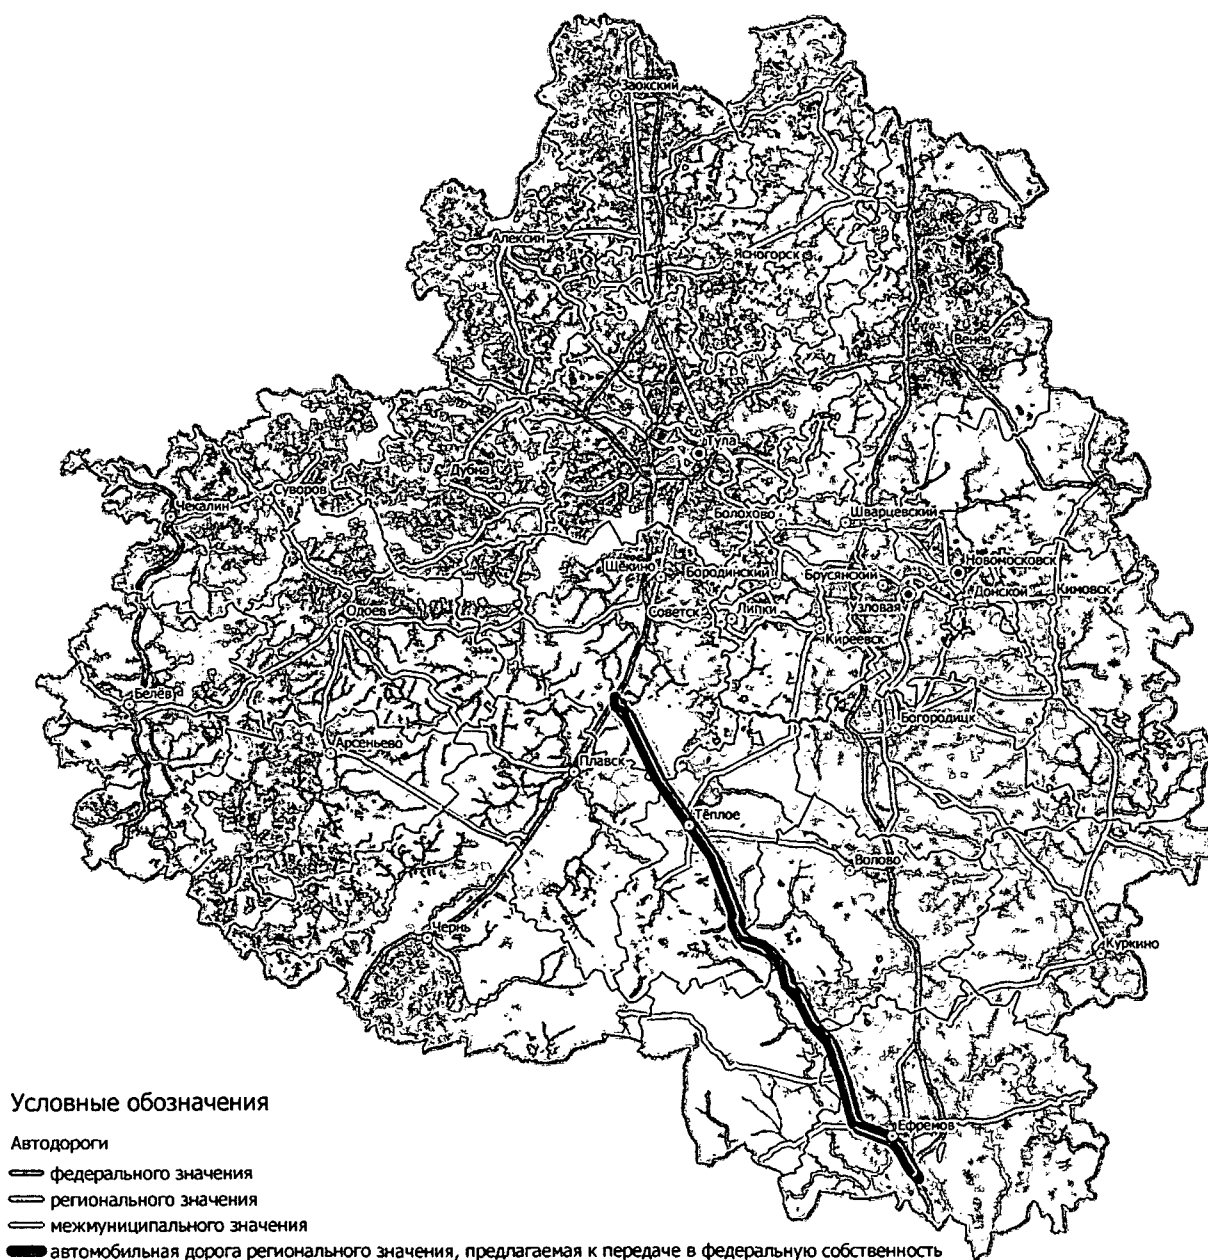 Заокский
Алексин
Ясногорск
Венёв
Тула
Дубна
Суворов
Чекалин
Болохово
Шварцевский
Щёкино
Бородинский
Брусянский
Новомосковск
Донской
Кимовск
Узловая
Советск
Липки
Киреевск
Одоев
Белёв
Богородицк
Арсеньево
Плавск
Тёплое
Волово
Чернь
Куркино
Ефремов
Условные обозначения
Автодороги
федерального значения
регионального значения
межмуниципального значения
автомобильная дорога регионального значения, предлагаемая к передаче в федеральную собственность